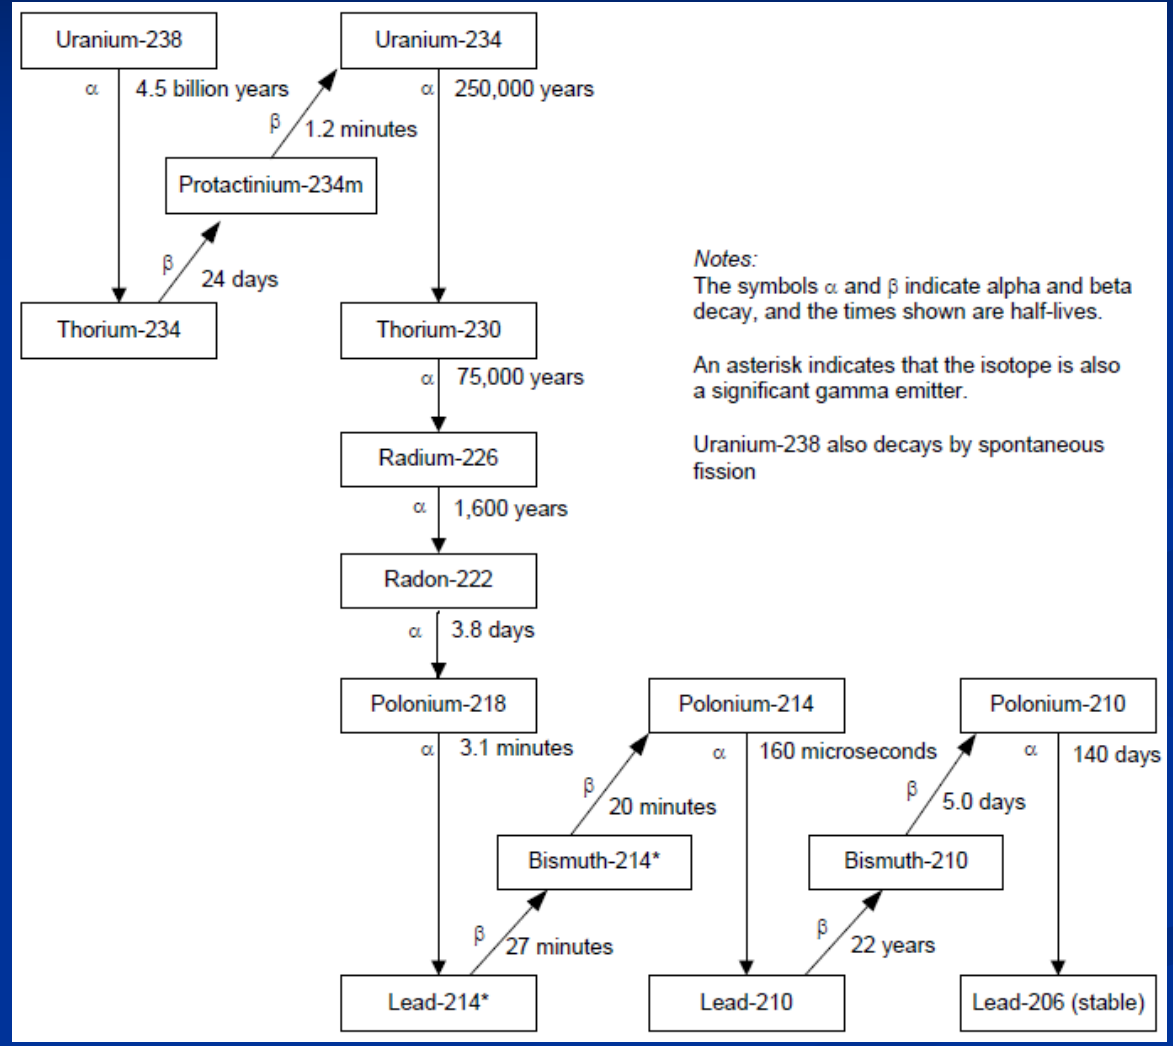 Uranium-238
Uranium-234
α 4.5 billion years
α 250,000 years
β 1.2 minutes
Protactinium-234m
β 24 days
Notes:
The symbols α and β indicate alpha and beta
decay, and the times shown are half-lives.
An asterisk indicates that the isotope is also
a significant gamma emitter.
Uranium-238 also decays by spontaneous
fission
Thorium-234
Thorium-230
α 75,000 years
Radium-226
α 1,600 years
Radon-222
α 3.8 days
Polonium-218
Polonium-214
Polonium-210
α 3.1 minutes
α 160 microseconds
α 140 days
β 20 minutes
β 5.0 days
Bismuth-214*
Bismuth-210
β 27 minutes
β 22 years
Lead-214*
Lead-210
Lead-206 (stable)